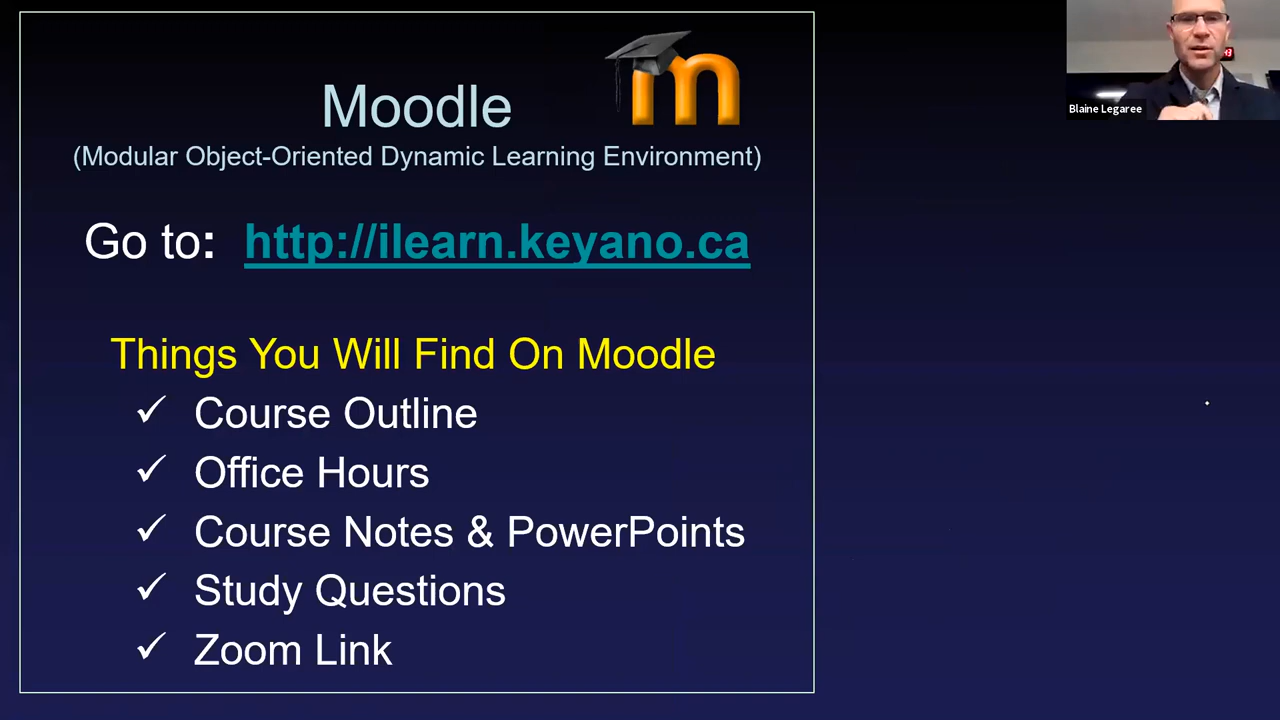 Moodle
(Modular Object-Oriented Dynamic Learning Environment)
Go to: http://ilearn.keyano.ca
Things You Will Find On Moodle
✓ Course Outline
✓ Office Hours
✓ Course Notes & PowerPoints
✓ Study Questions
✓ Zoom Link
Blaine Legaree